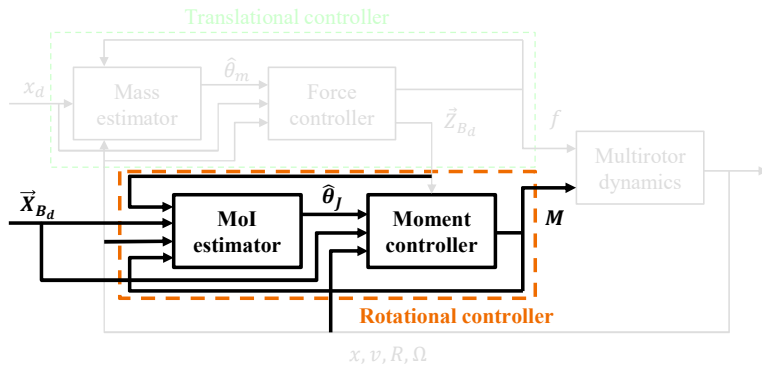 Translational controller
x_d
Mass
estimator
θ̂_m
Force
controller
Z⃗_{B_d}
f
Multirotor
dynamics
X⃗_{B_d}
MoI
estimator
θ̂_J
Moment
controller
M
Rotational controller
x, v, R, Ω